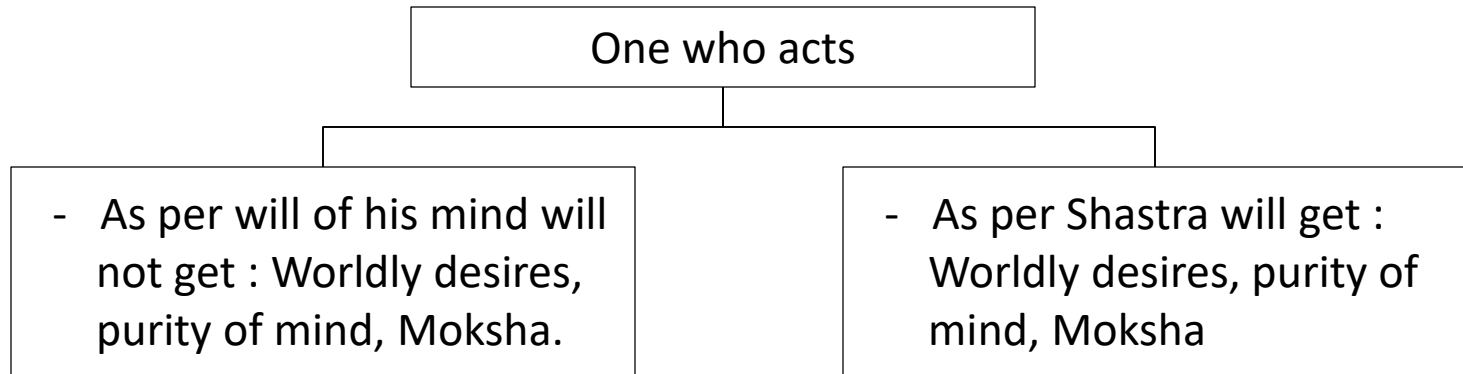 One who acts
- As per will of his mind will
not get : Worldly desires,
purity of mind, Moksha.
- As per Shastra will get :
Worldly desires, purity of
mind, Moksha